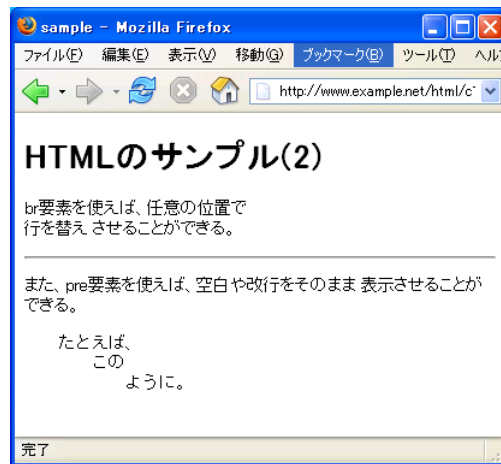 sample - Mozilla Firefox
ファイル(F) 編集(E) 表示(V) 移動(G) ブックマーク(B) ツール(T) ヘル
http://www.example.net/html/c
HTMLのサンプル(2)
br要素を使えば、任意の位置で
行を替え させることができる。
また、pre要素を使えば、空白や改行をそのまま 表示させることが
できる。
たとえば、
この
ように。
完了